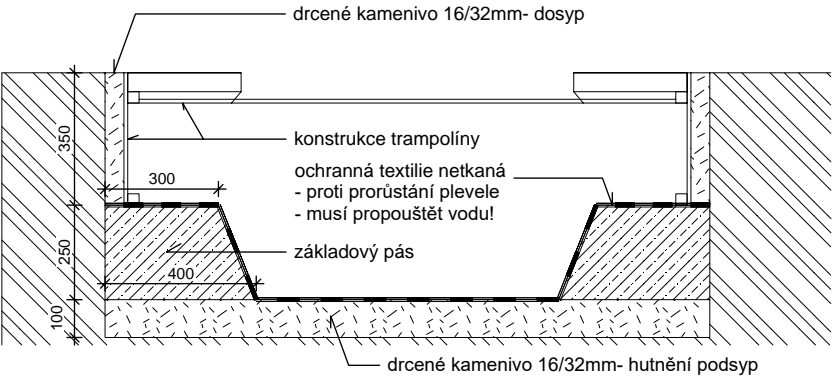 drcené kamenivo 16/32mm- dosyp
350
konstrukce trampolíny
300
ochranná textilie netkaná
- proti prorůstání plevele
- musí propouštět vodu!
250
základový pás
400
100
drcené kamenivo 16/32mm- hutnění podsyp